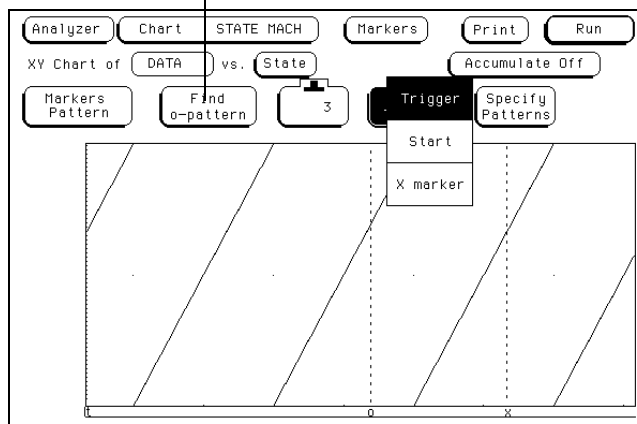 Analyzer Chart STATE MACH Markers Print Run
XY Chart of DATA vs. State Accumulate Off
Markers Pattern Find o-pattern 3 Trigger Specify Patterns
Start
X marker
t o x